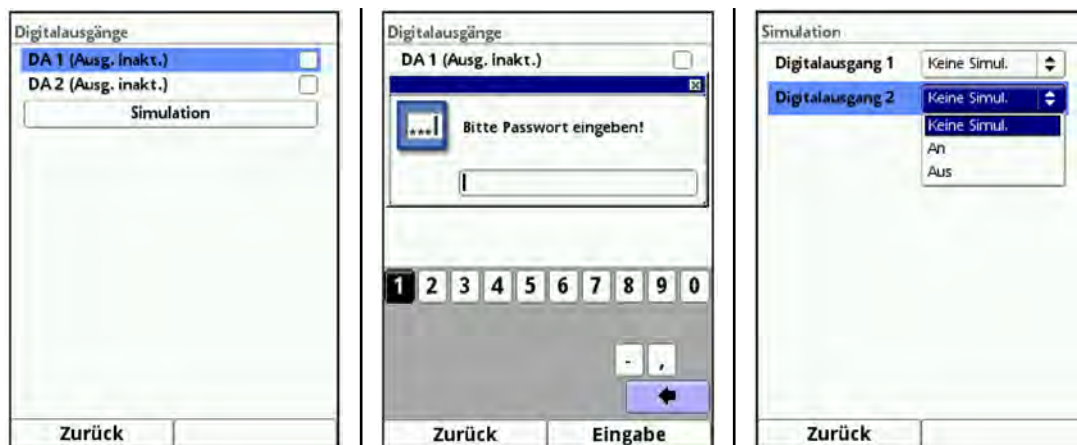 Digitalausgänge
DA 1 (Ausg. inakt.)
DA 2 (Ausg. inakt.)
Simulation
Zurück
Digitalausgänge
DA 1 (Ausg. inakt.)
...
Bitte Passwort eingeben!
1 2 3 4 5 6 7 8 9 0
- ,
Zurück Eingabe
Simulation
Digitalausgang 1 Keine Simul.
Digitalausgang 2 Keine Simul.
Keine Simul.
An
Aus
Zurück